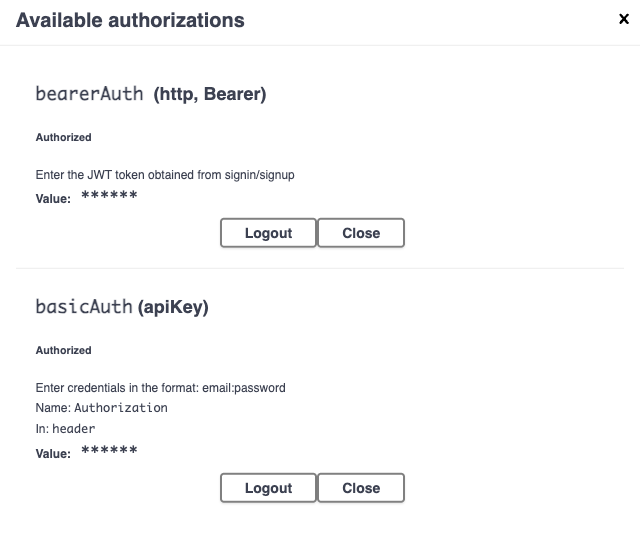 Available authorizations ×
bearerAuth (http, Bearer)
Authorized
Enter the JWT token obtained from signin/signup
Value: ******
Logout Close
basicAuth (apiKey)
Authorized
Enter credentials in the format: email:password
Name: Authorization
In: header
Value: ******
Logout Close